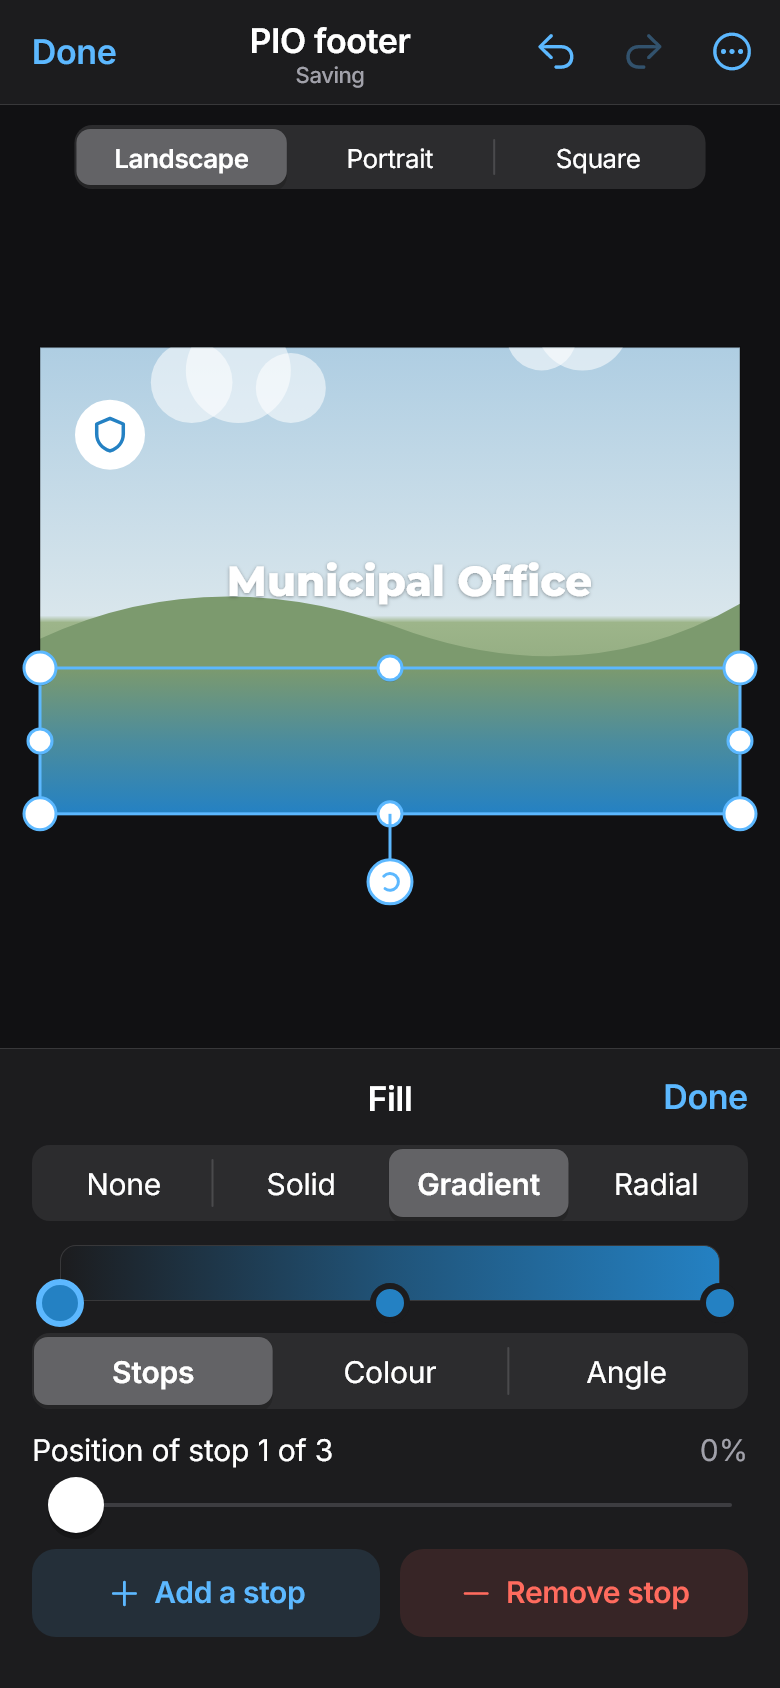 Done
PIO footer
Saving
Landscape
Portrait
Square
Municipal Office
Fill
Done
None
Solid
Gradient
Radial
Stops
Colour
Angle
Position of stop 1 of 3
0%
Add a stop
Remove stop